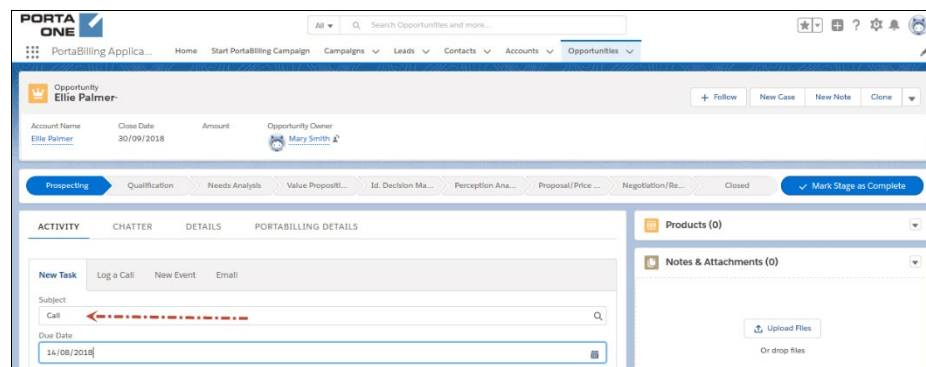 PORTA
ONE
All
Search Opportunities and more...
PortaBilling Applica...
Home
Start PortaBilling Campaign
Campaigns
Leads
Contacts
Accounts
Opportunities
Opportunity
Ellie Palmer-
+ Follow
New Case
New Note
Clone
Account Name
Close Date
Amount
Opportunity Owner
Ellie Palmer
30/09/2018
Mary Smith
Prospecting
Qualification
Needs Analysis
Value Propositi...
Id. Decision Ma...
Perception Ana...
Proposal/Price ...
Negotiation/Re...
Closed
Mark Stage as Complete
ACTIVITY
CHATTER
DETAILS
PORTABILLING DETAILS
Products (0)
Notes & Attachments (0)
New Task
Log a Call
New Event
Email
Subject
Call
Due Date
14/08/2018
Upload Files
Or drop files